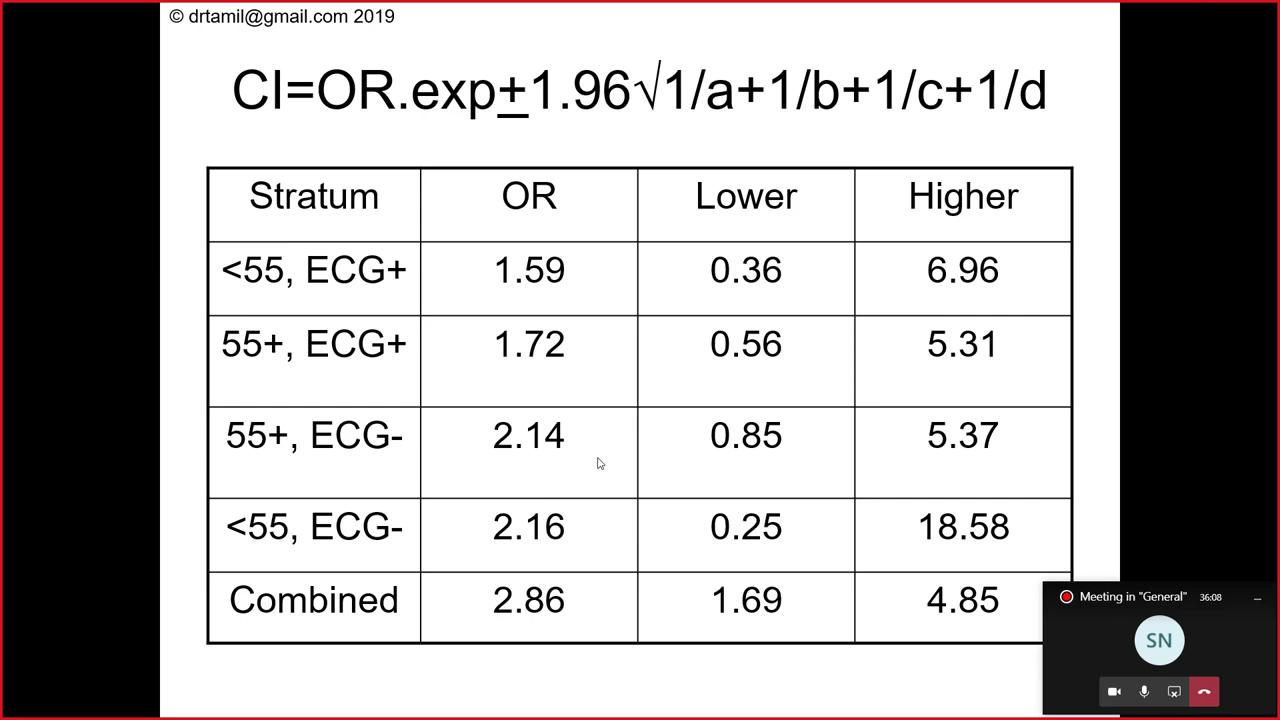 © drtamil@gmail.com 2019
CI=OR.exp±1.96√1/a+1/b+1/c+1/d
Stratum OR Lower Higher
<55, ECG+ 1.59 0.36 6.96
55+, ECG+ 1.72 0.56 5.31
55+, ECG- 2.14 0.85 5.37
<55, ECG- 2.16 0.25 18.58
Combined 2.86 1.69 4.85
Meeting in "General" 36:08
SN